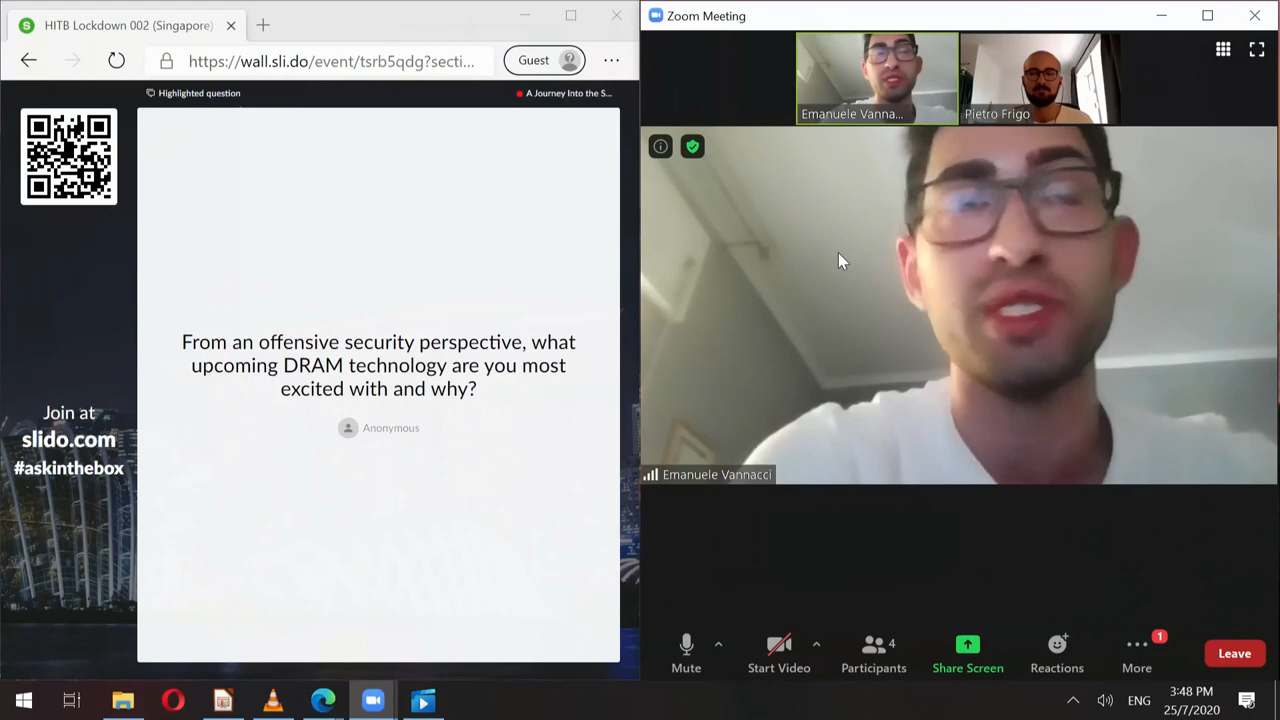 HITB Lockdown 002 (Singapore)
https://wall.sli.do/event/tsrb5qdg?secti...
Guest
Highlighted question
A Journey Into the S...
From an offensive security perspective, what
upcoming DRAM technology are you most
excited with and why?
Anonymous
Join at
slido.com
#askinthebox
Zoom Meeting
Emanuele Vanna...
Pietro Frigo
Emanuele Vannacci
Mute
Start Video
4
Participants
Share Screen
Reactions
1
More
Leave
ENG
3:48 PM
25/7/2020